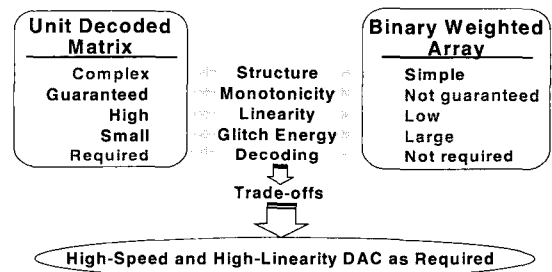 Unit Decoded
Matrix
Complex
Guaranteed
High
Small
Required
Structure
Monotonicity
Linearity
Glitch Energy
Decoding
Binary Weighted
Array
Simple
Not guaranteed
Low
Large
Not required
Trade-offs
High-Speed and High-Linearity DAC as Required